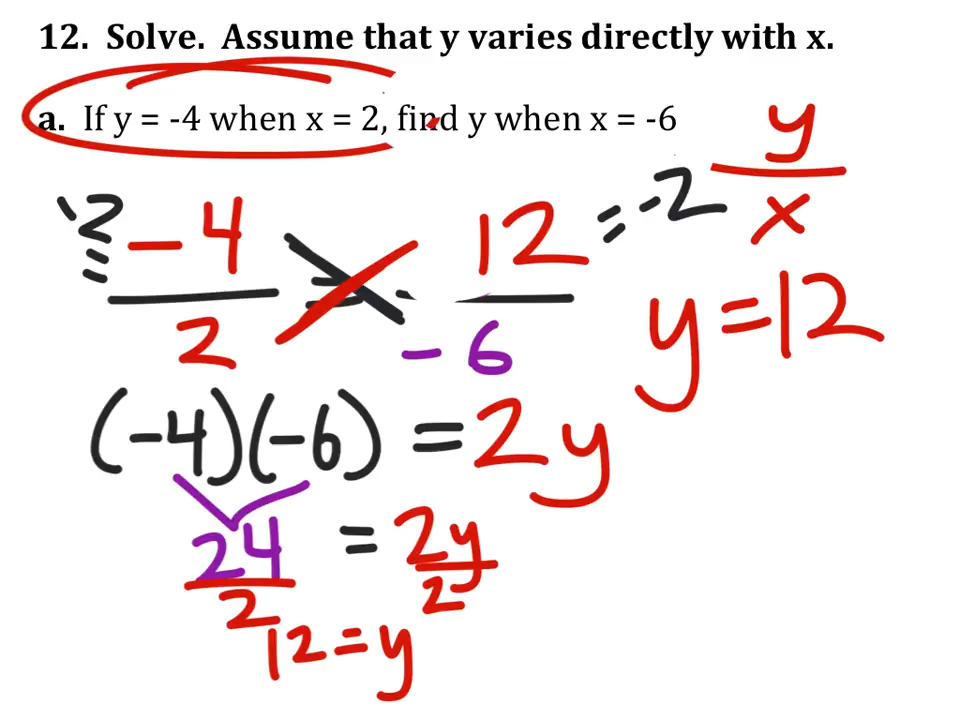 12. Solve. Assume that y varies directly with x.
a. If y = -4 when x = 2, find y when x = -6
y
x
-2 = -4 = 12 = -2
2 -6
y = 12
(-4)(-6) = 2y
24 = 2y
2 2
12 = y